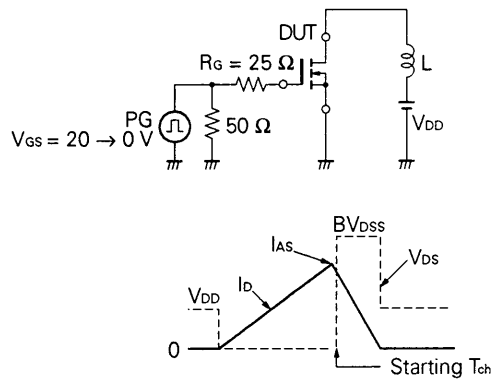 DUT
RG = 25 Ω
L
PG
50 Ω
VDD
VGS = 20 → 0 V
BVDSS
IAS
VDS
ID
VDD
0
Starting Tch